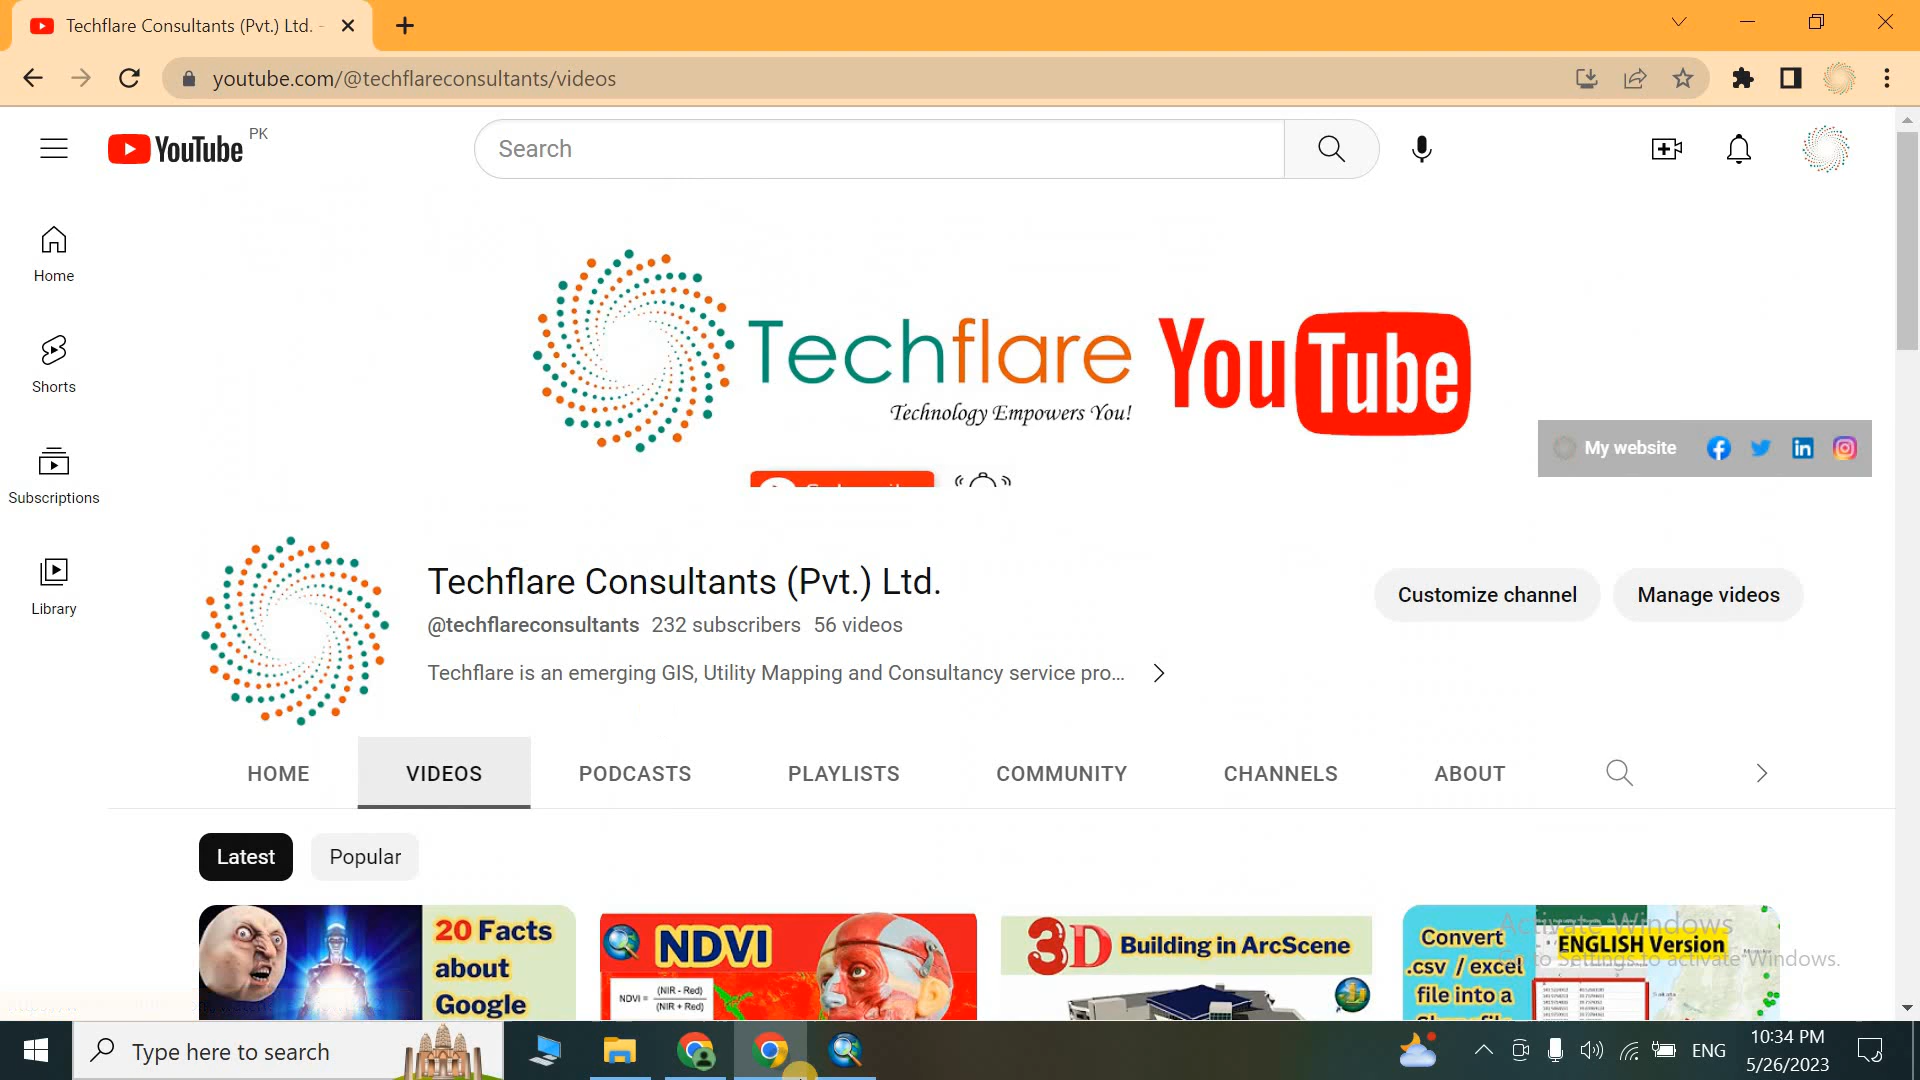 Techflare Consultants (Pvt.) Ltd. -
youtube.com/@techflareconsultants/videos
YouTube PK
Search
Home
Shorts
Subscriptions
Library
Techflare YouTube
Technology Empowers You!
My website
Techflare Consultants (Pvt.) Ltd.
@techflareconsultants 232 subscribers 56 videos
Techflare is an emerging GIS, Utility Mapping and Consultancy service pro...
Customize channel
Manage videos
HOME VIDEOS PODCASTS PLAYLISTS COMMUNITY CHANNELS ABOUT
Latest Popular
20 Facts
about
Google
NDVI
NDVI = (NIR - Red)
(NIR + Red)
3D Building in ArcScene
Convert
.csv / excel
file into a
ENGLISH Version
Activate Windows
Go to Settings to activate Windows.
Type here to search
ENG
10:34 PM
5/26/2023